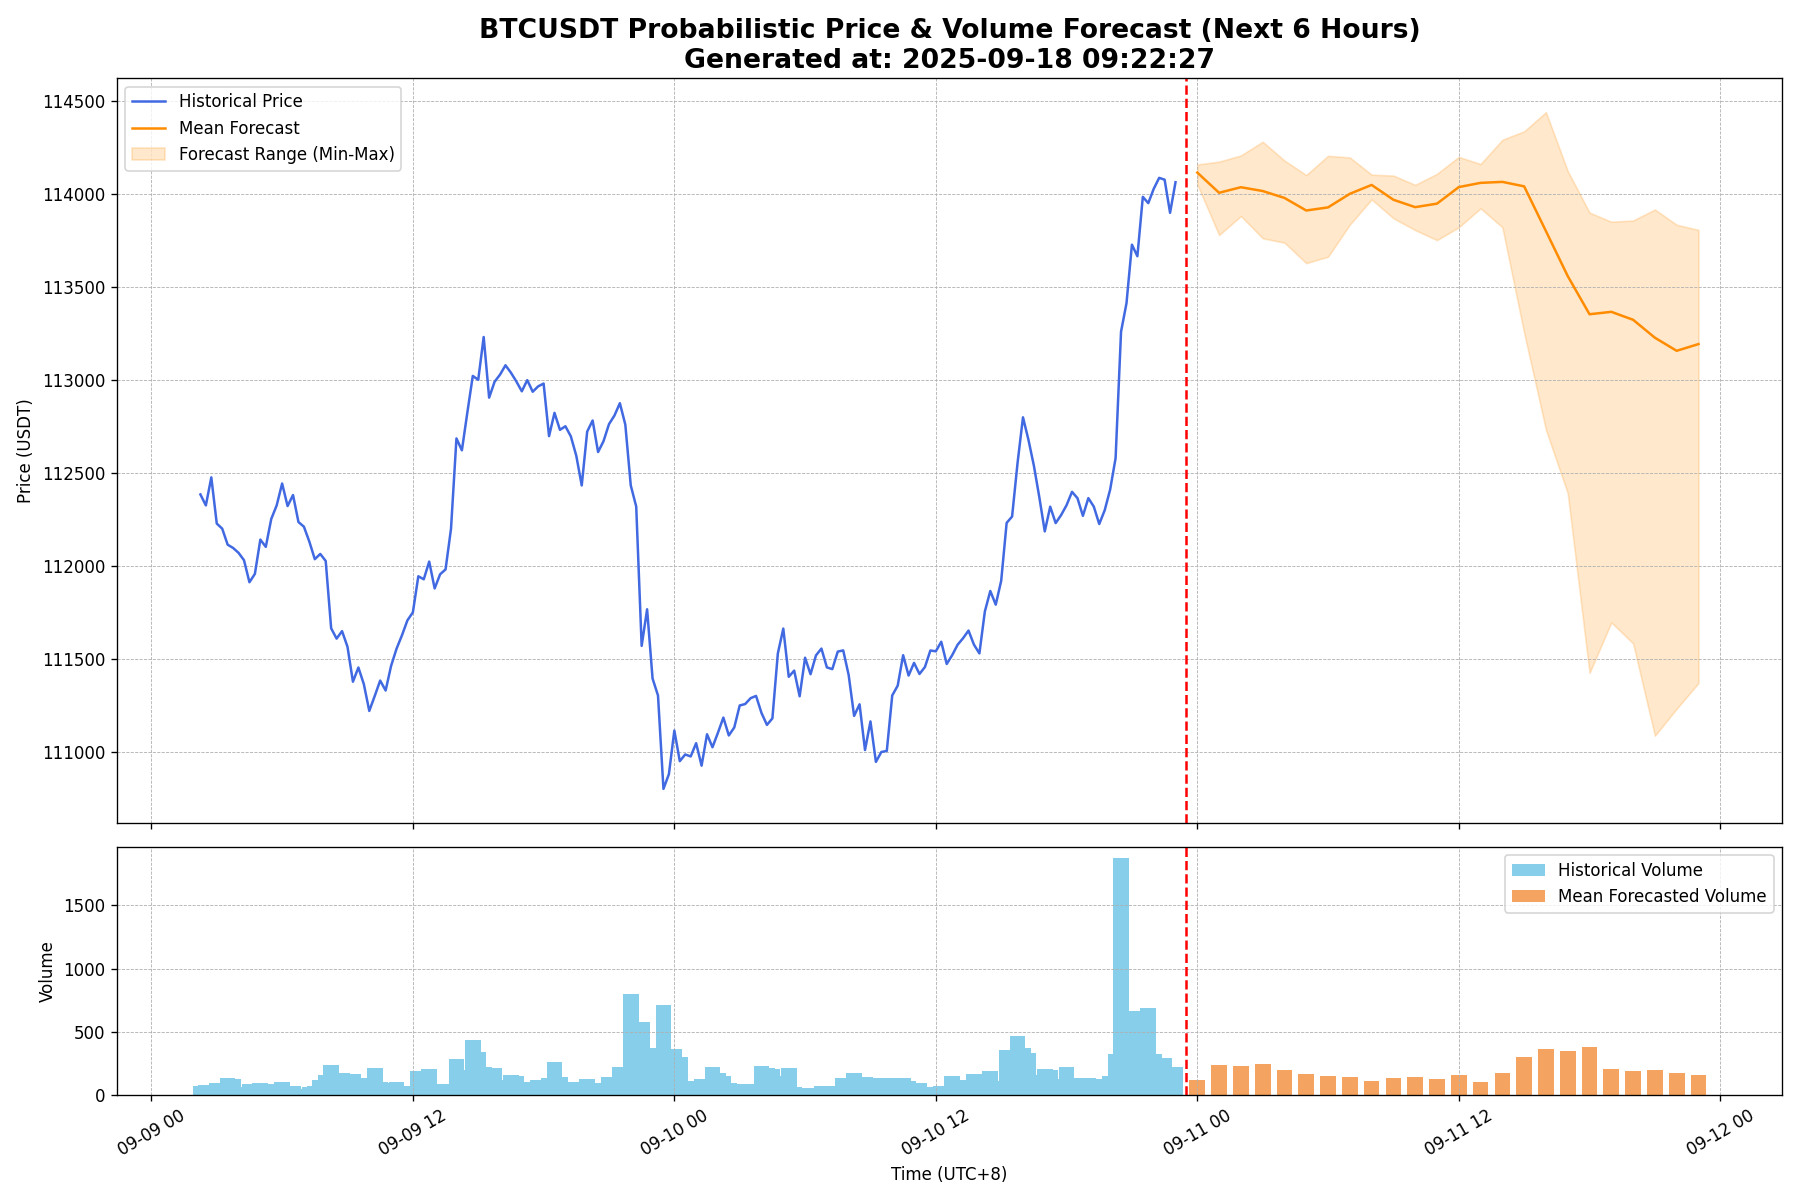 BTCUSDT Probabilistic Price & Volume Forecast (Next 6 Hours)
Generated at: 2025-09-18 09:22:27
Historical Price
Mean Forecast
Forecast Range (Min-Max)
114500
114000
113500
113000
112500
112000
111500
111000
Price (USDT)
Historical Volume
Mean Forecasted Volume
1500
1000
500
0
Volume
09-09 00
09-09 12
09-10 00
09-10 12
09-11 00
09-11 12
09-12 00
Time (UTC+8)